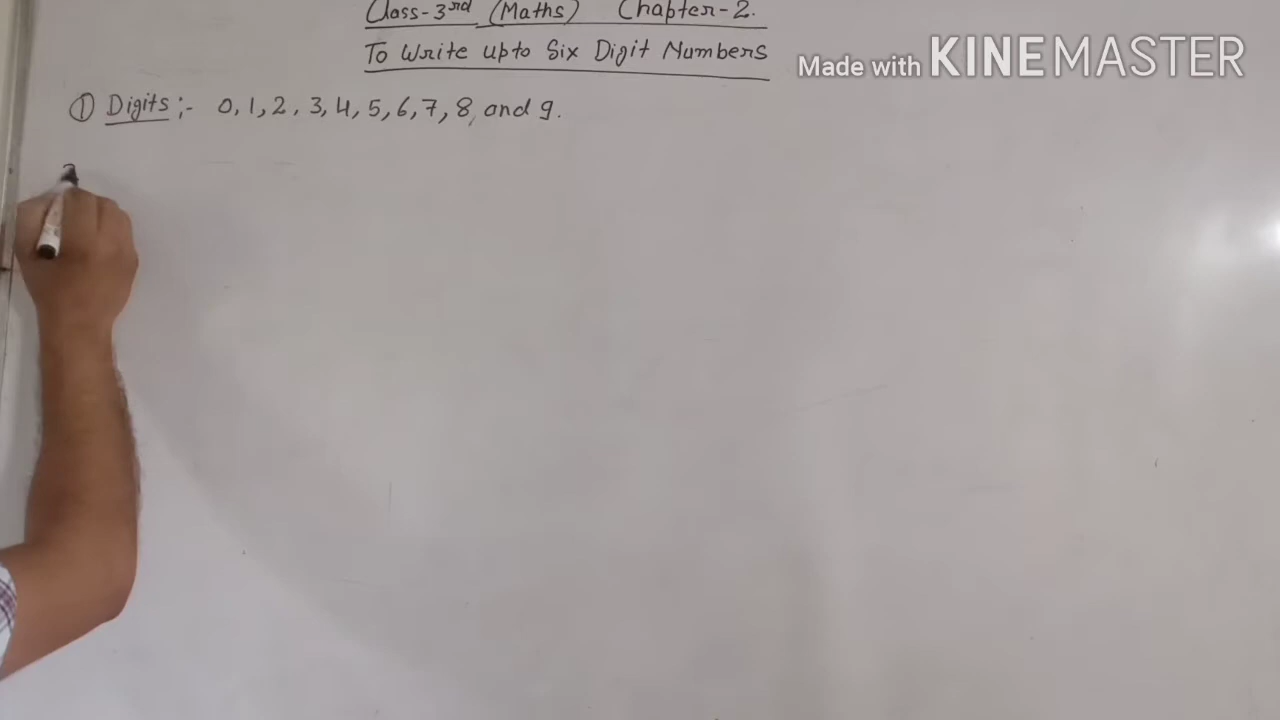 Class-3rd (Maths) Chapter-2.
To Write upto Six Digit Numbers
Made with KINEMASTER
① Digits :- 0, 1, 2, 3, 4, 5, 6, 7, 8, and 9.